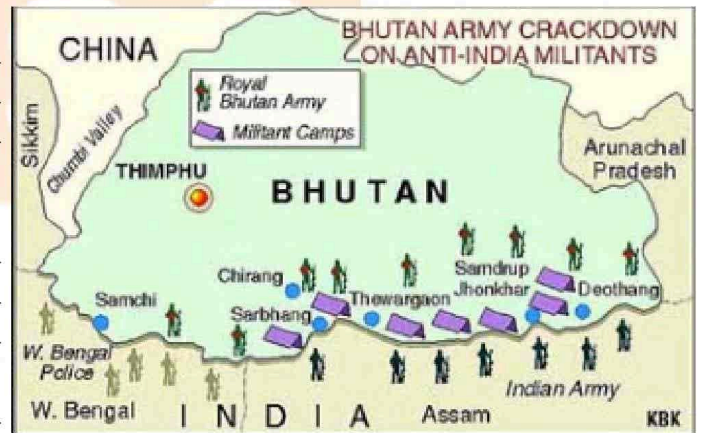 BHUTAN ARMY CRACKDOWN
ON ANTI-INDIA MILITANTS
CHINA
Royal
Bhutan Army
Militant Camps
Sikkim
Chumbi Valley
Arunachal
Pradesh
THIMPHU
BHUTAN
Chirang
Samdrup
Jhonkhar
Deothang
Samchi
Sarbhang
Thewargaon
W. Bengal
Police
Indian Army
W. Bengal
INDIA
Assam
KBK